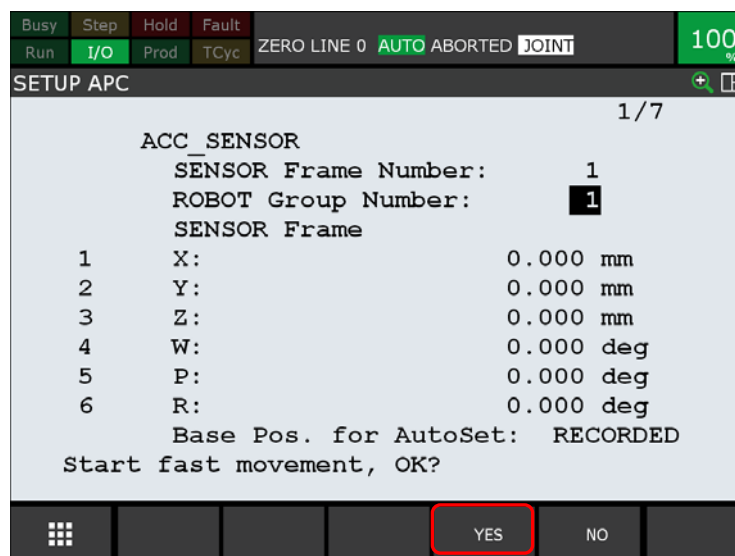 Busy Step Hold Fault
Run I/O Prod TCyc
ZERO LINE 0 AUTO ABORTED JOINT
100
%
SETUP APC
1/7
ACC_SENSOR
SENSOR Frame Number: 1
ROBOT Group Number: 1
SENSOR Frame
1 X: 0.000 mm
2 Y: 0.000 mm
3 Z: 0.000 mm
4 W: 0.000 deg
5 P: 0.000 deg
6 R: 0.000 deg
Base Pos. for AutoSet: RECORDED
Start fast movement, OK?
YES NO